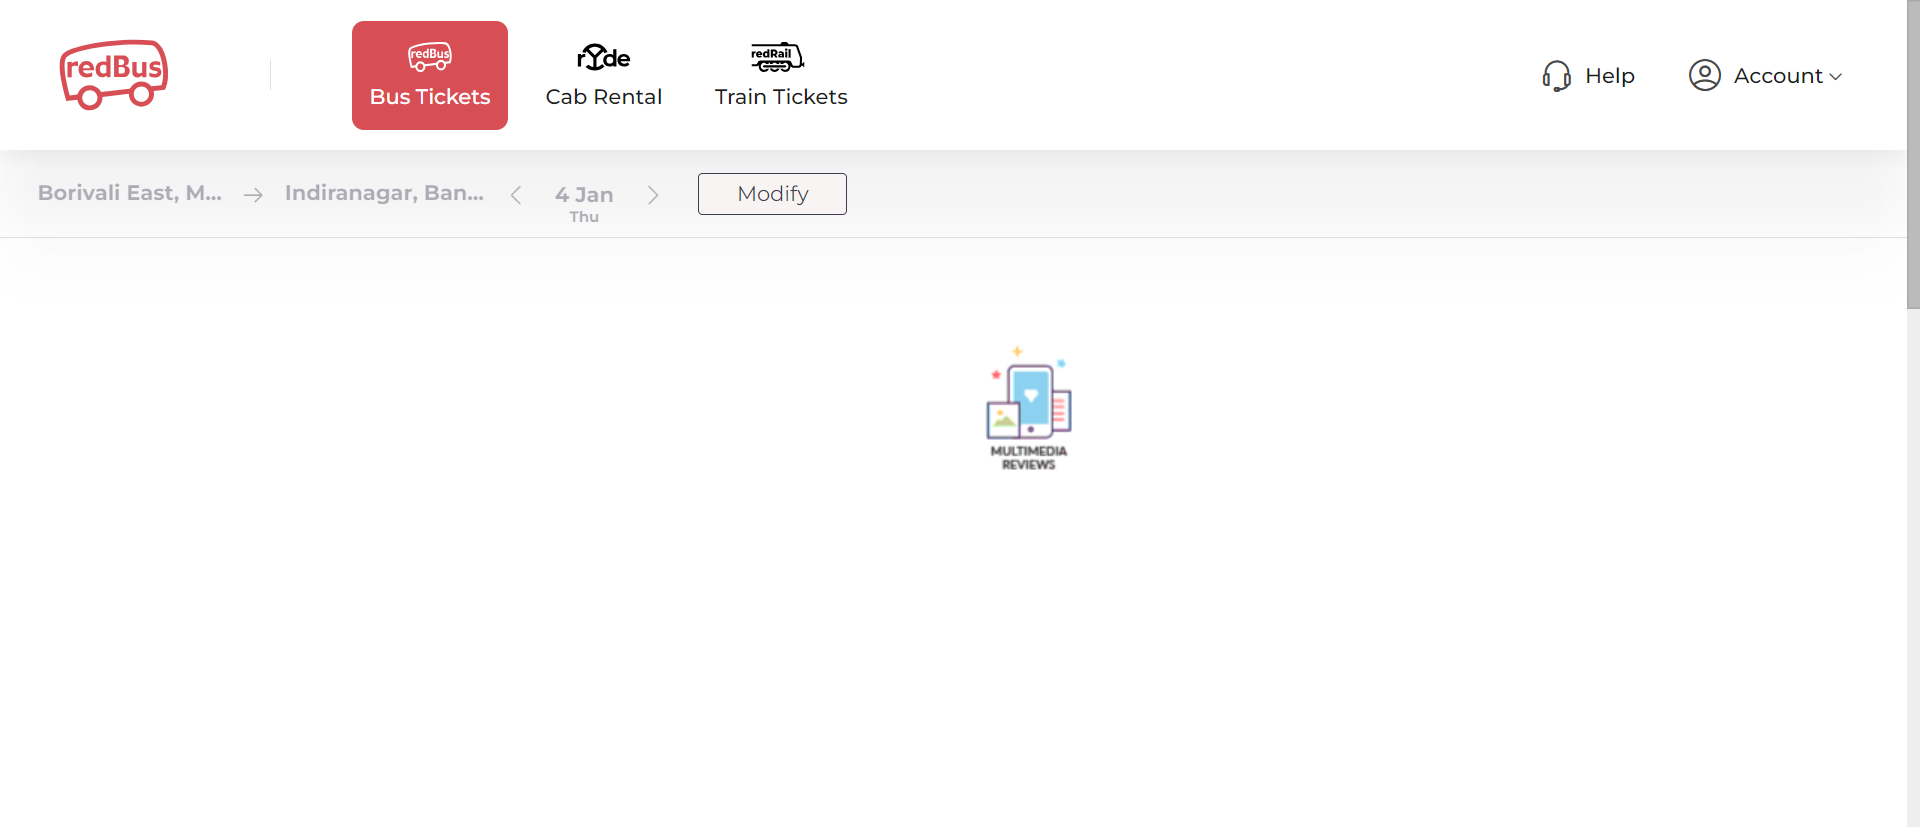 redBus
redBus
Bus Tickets
ryde
Cab Rental
redRail
Train Tickets
Help
Account
Borivali East, M...
Indiranagar, Ban...
4 Jan
Thu
Modify
MULTIMEDIA
REVIEWS